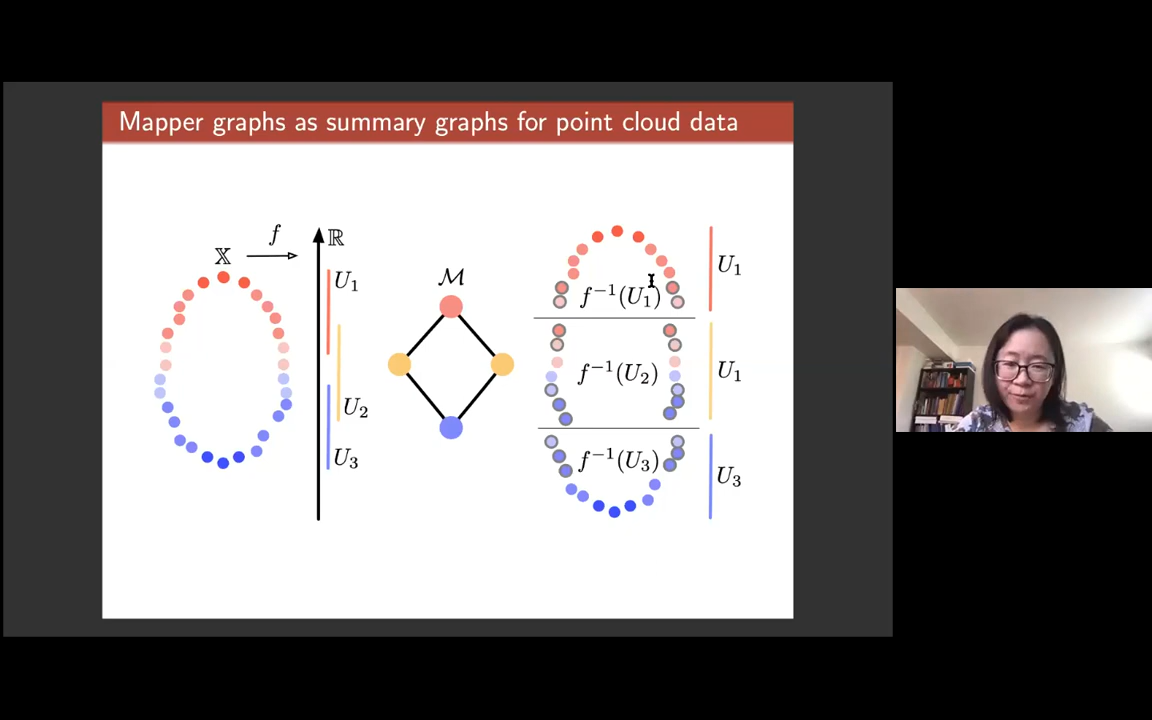 Mapper graphs as summary graphs for point cloud data
𝕏
f
ℝ
U₁
U₂
U₃
ℳ
f⁻¹(U₁)
U₁
f⁻¹(U₂)
U₁
f⁻¹(U₃)
U₃